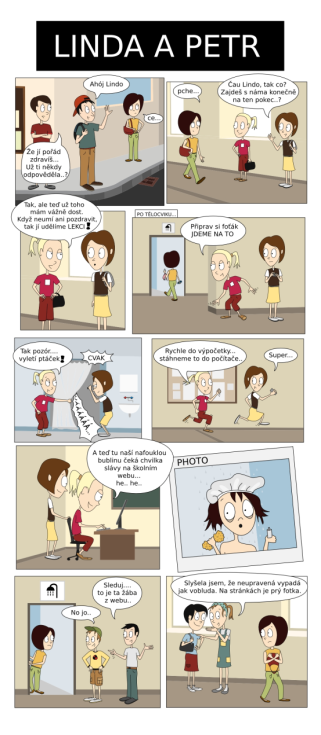 LINDA A PETR
Ahój Lindo
ce...
Že jí pořád
zdravíš...
Už ti někdy
odpověděla..?
pche...
Čau Lindo, tak co?
Zajdeš s náma konečně
na ten pokec..?
Tak, ale teď už toho
mám vážně dost.
Když neumí ani pozdravit,
tak jí udělíme LEKCI!
PO TĚLOCVIKU...
Připrav si foťák
JDEME NA TO
Tak pozór....
vyletí ptáček!
CVAK
Rychle do výpočetky...
stáhneme to do počítače..
Super...
A teď tu naší nafouklou
bublinu čeká chvilka
slávy na školním
webu...
he.. he..
PHOTO
Sleduj....
to je ta žába
z webu..
No jo..
Slyšela jsem, že neupravená vypadá
jak vobluda. Na stránkách je prý fotka.